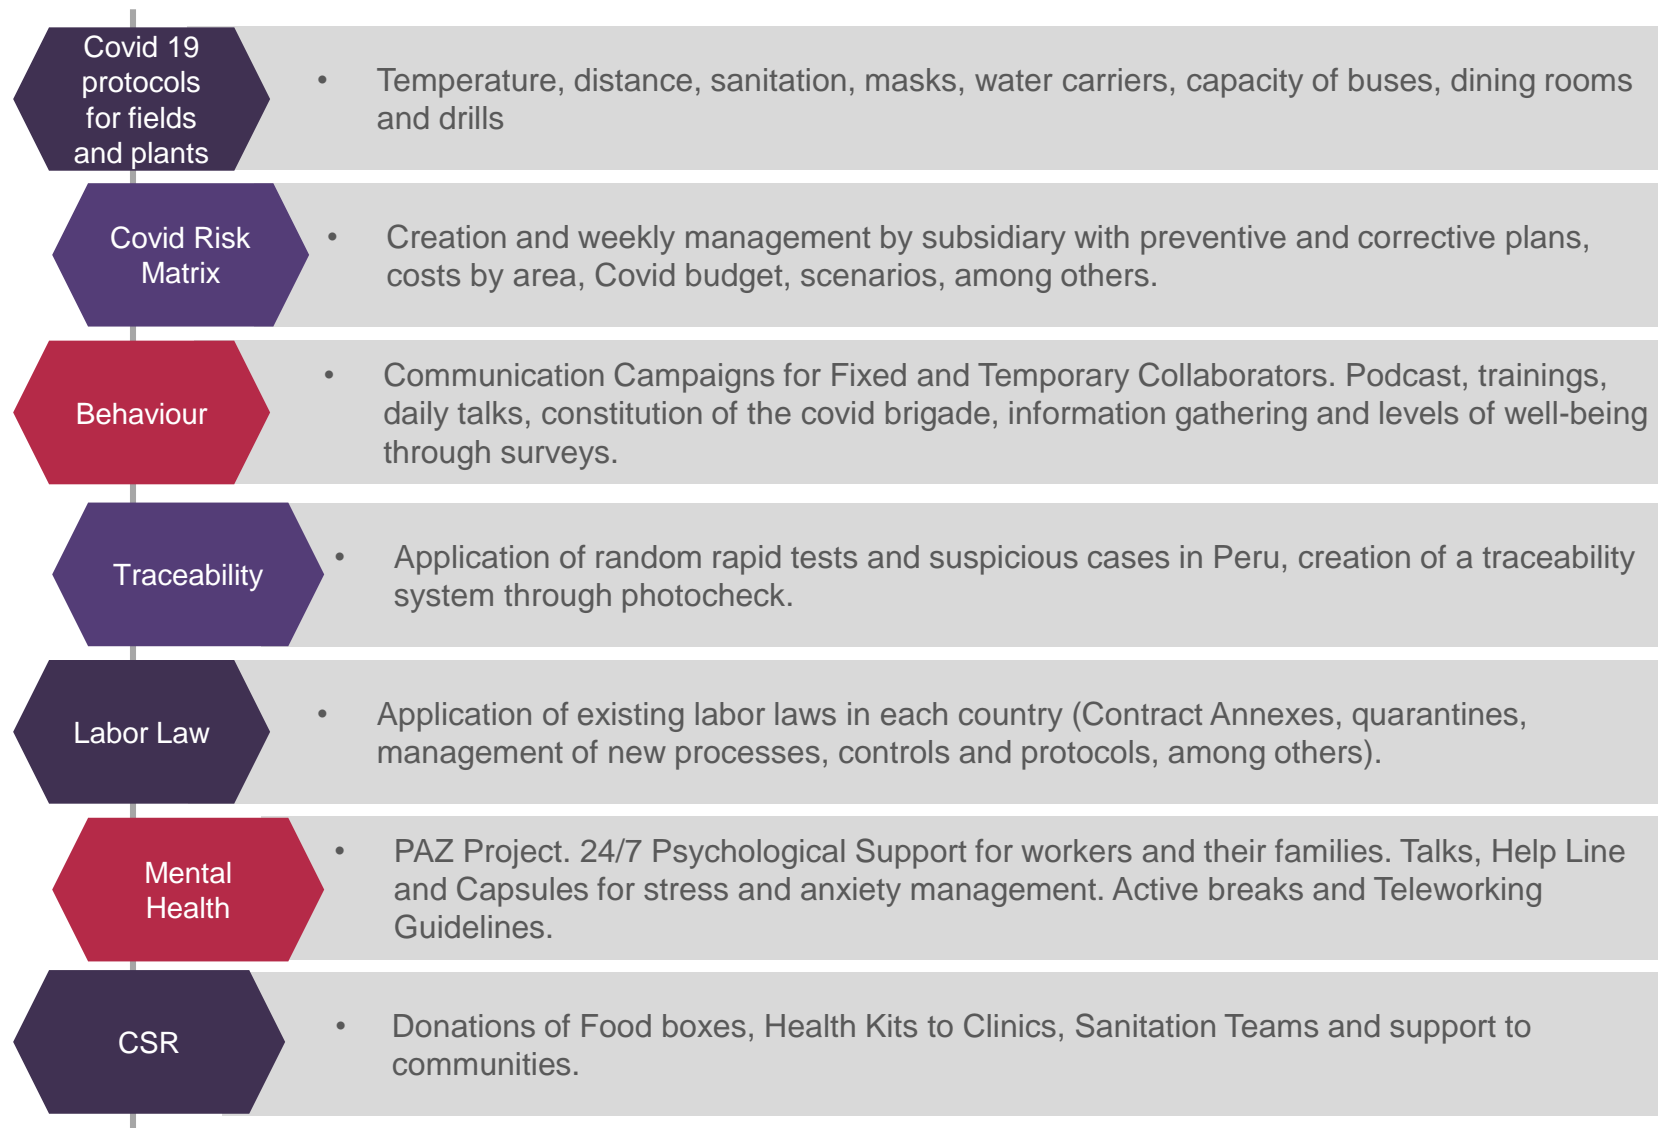 Covid 19
protocols
for fields
and plants
• Temperature, distance, sanitation, masks, water carriers, capacity of buses, dining rooms
and drills
Covid Risk
Matrix
• Creation and weekly management by subsidiary with preventive and corrective plans,
costs by area, Covid budget, scenarios, among others.
Behaviour
• Communication Campaigns for Fixed and Temporary Collaborators. Podcast, trainings,
daily talks, constitution of the covid brigade, information gathering and levels of well-being
through surveys.
Traceability
• Application of random rapid tests and suspicious cases in Peru, creation of a traceability
system through photocheck.
Labor Law
• Application of existing labor laws in each country (Contract Annexes, quarantines,
management of new processes, controls and protocols, among others).
Mental
Health
• PAZ Project. 24/7 Psychological Support for workers and their families. Talks, Help Line
and Capsules for stress and anxiety management. Active breaks and Teleworking
Guidelines.
CSR
• Donations of Food boxes, Health Kits to Clinics, Sanitation Teams and support to
communities.